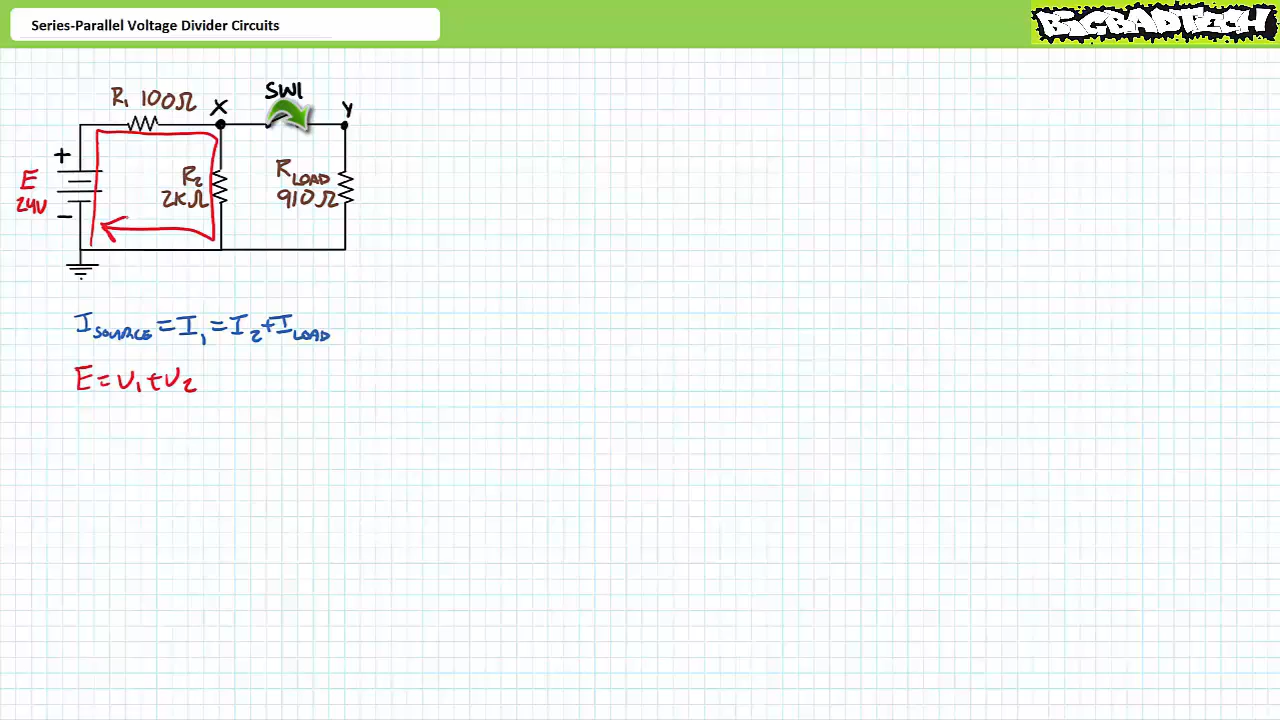 Series-Parallel Voltage Divider Circuits
BIGBADTECH
R1 100Ω
X
SW1
Y
+
E
24V
−
R2
2KΩ
RLOAD
910Ω
ISOURCE = I1 = I2 + ILOAD
E = V1 + V2